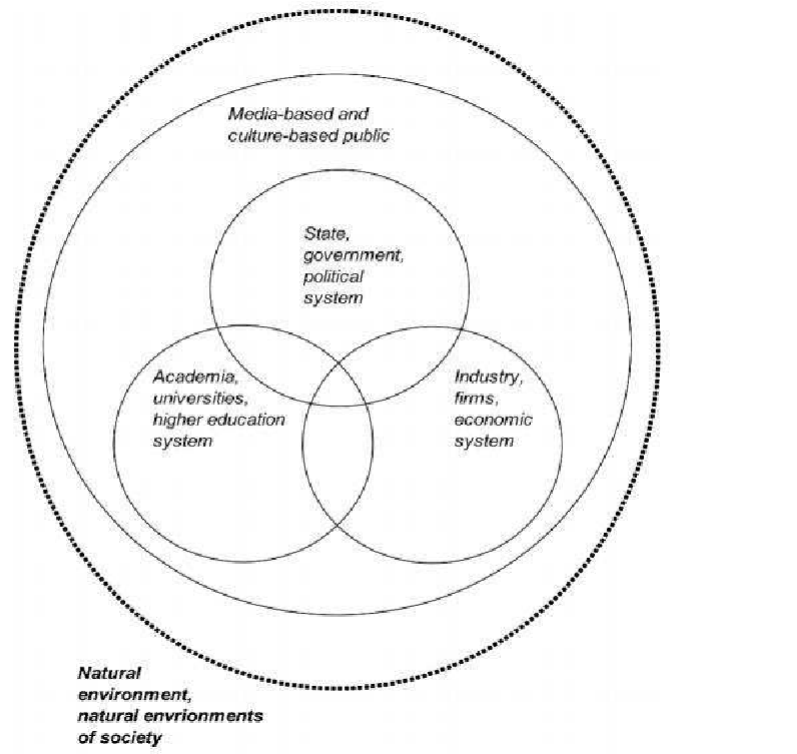 Media-based and
culture-based public
State,
government,
political
system
Academia,
universities,
higher education
system
Industry,
firms,
economic
system
Natural
environment,
natural envrionments
of society